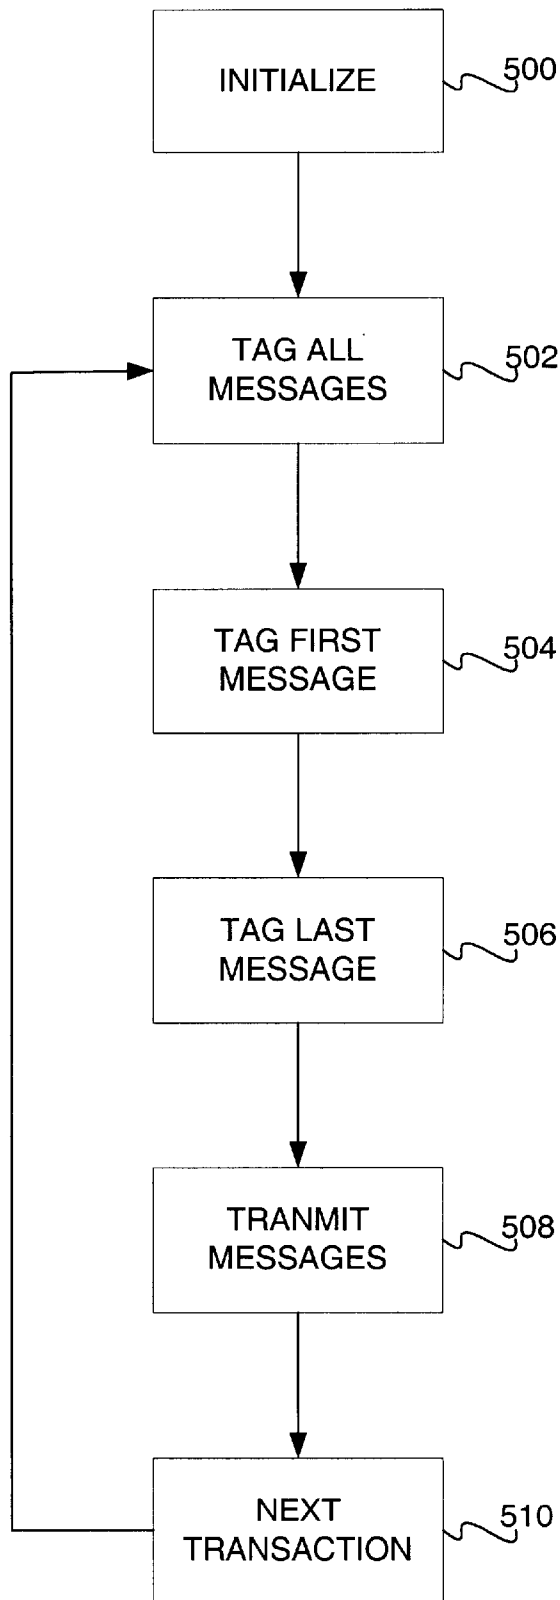 INITIALIZE
500
TAG ALL
MESSAGES
502
TAG FIRST
MESSAGE
504
TAG LAST
MESSAGE
506
TRANMIT
MESSAGES
508
NEXT
TRANSACTION
510